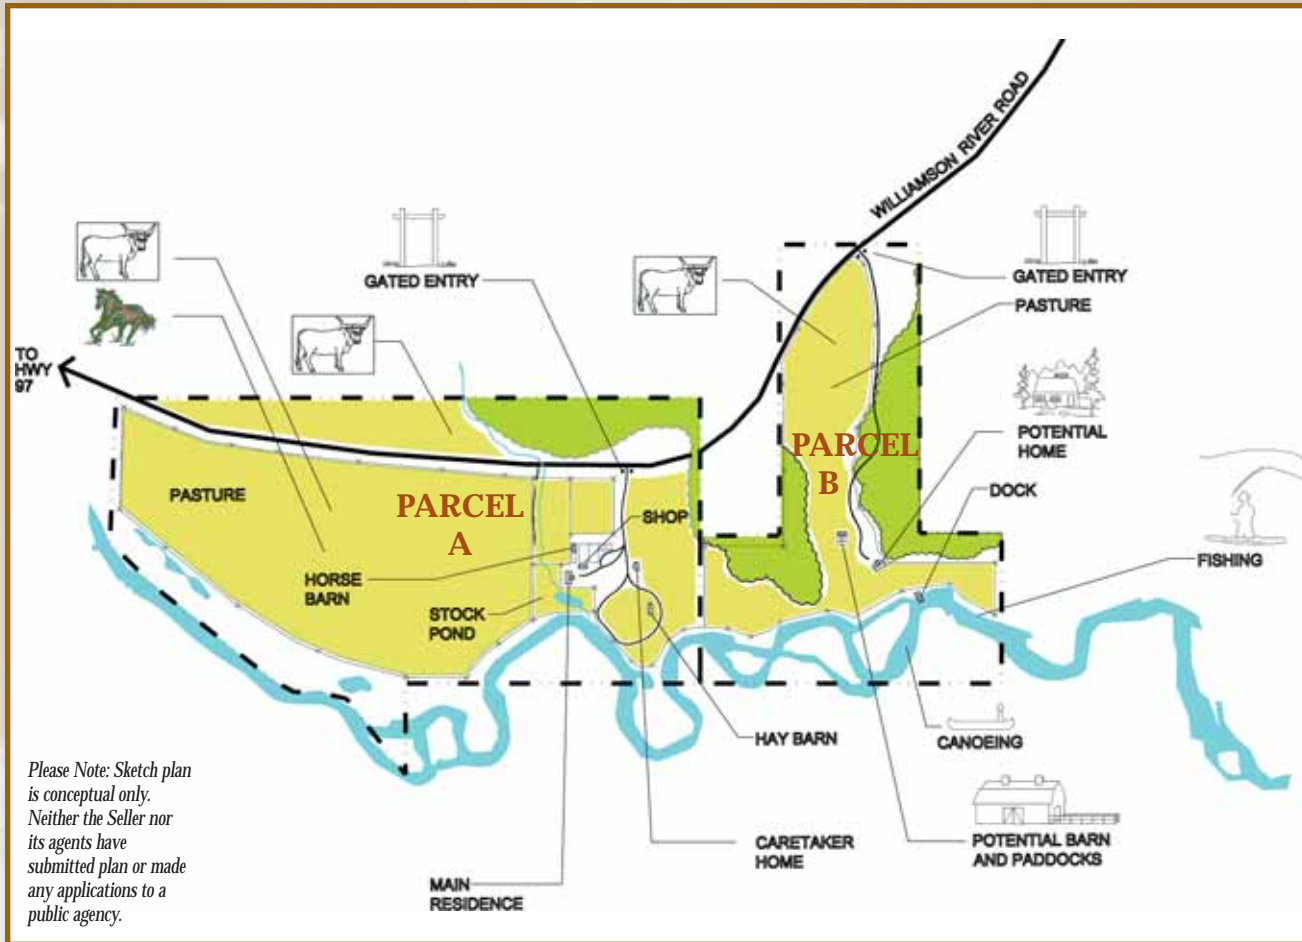 WILLIAMSON RIVER ROAD
GATED ENTRY
GATED ENTRY
PASTURE
TO
HWY
97
POTENTIAL
HOME
PARCEL
B
DOCK
PASTURE
PARCEL
A
SHOP
FISHING
HORSE
BARN
STOCK
POND
HAY BARN
CANOEING
Please Note: Sketch plan
is conceptual only.
Neither the Seller nor
its agents have
submitted plan or made
any applications to a
public agency.
CARETAKER
HOME
POTENTIAL BARN
AND PADDOCKS
MAIN
RESIDENCE